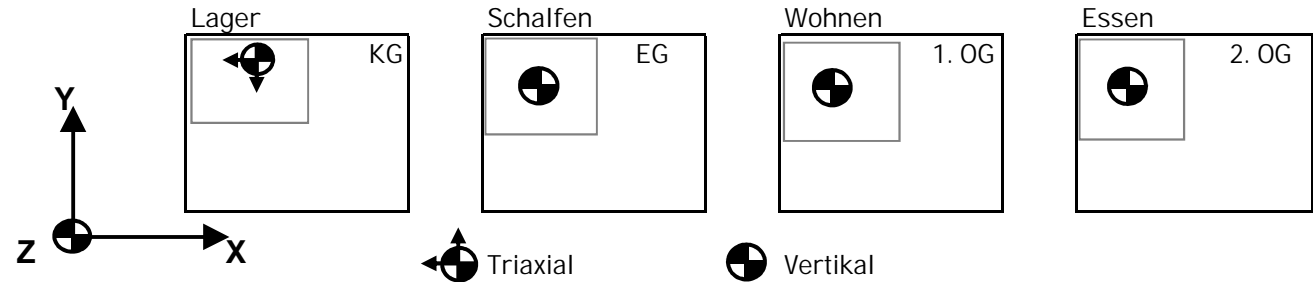 Lager Schalfen Wohnen Essen
KG EG 1. OG 2. OG
Y
Z X
Triaxial Vertikal